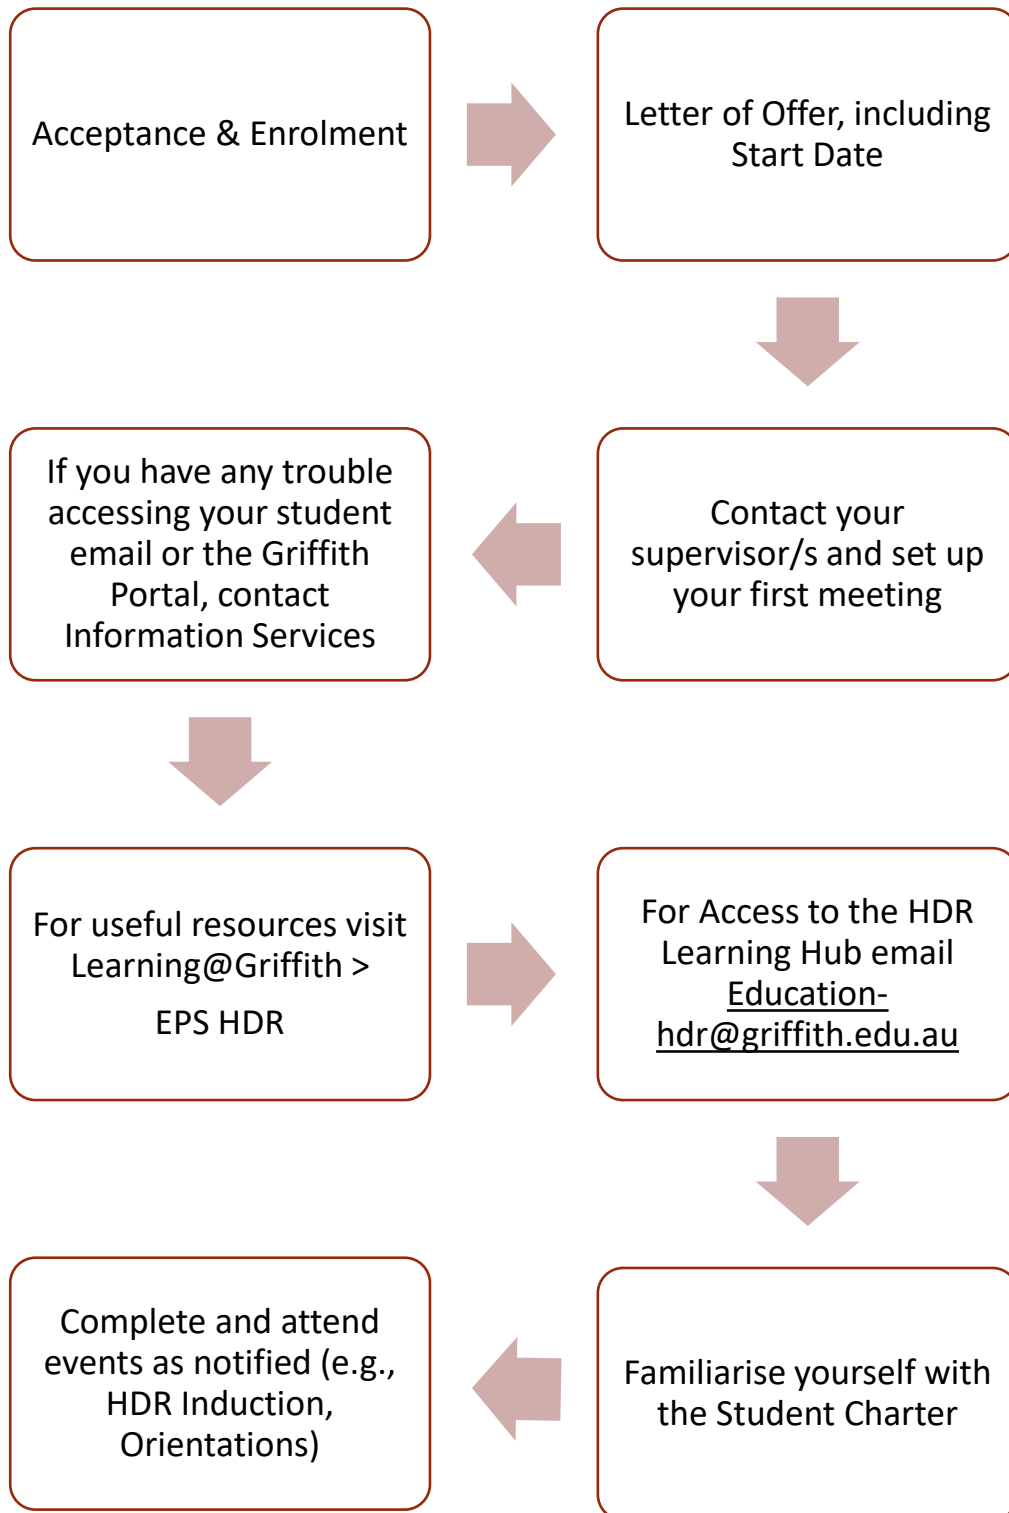 Acceptance & Enrolment
Letter of Offer, including
Start Date
Contact your
supervisor/s and set up
your first meeting
If you have any trouble
accessing your student
email or the Griffith
Portal, contact
Information Services
For useful resources visit
Learning@Griffith >
EPS HDR
For Access to the HDR
Learning Hub email
Education-
hdr@griffith.edu.au
Familiarise yourself with
the Student Charter
Complete and attend
events as notified (e.g.,
HDR Induction,
Orientations)